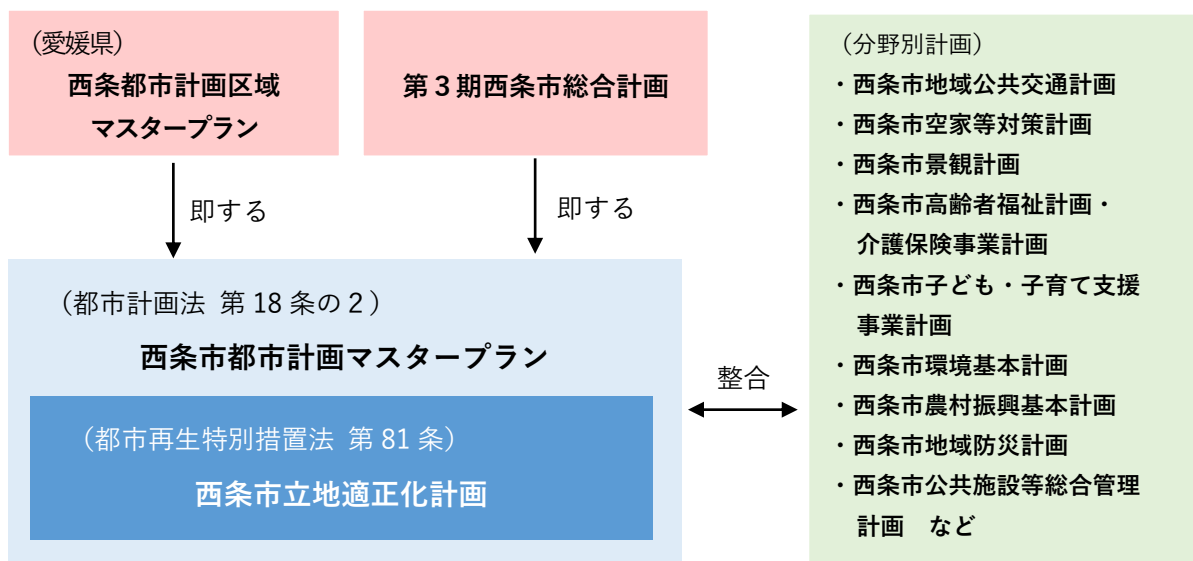 （愛媛県）
西条都市計画区域
マスタープラン
第３期西条市総合計画
即する
即する
（都市計画法 第 18 条の２）
西条市都市計画マスタープラン
（都市再生特別措置法 第 81 条）
西条市立地適正化計画
整合
（分野別計画）
・西条市地域公共交通計画
・西条市空家等対策計画
・西条市景観計画
・西条市高齢者福祉計画・
介護保険事業計画
・西条市子ども・子育て支援
事業計画
・西条市環境基本計画
・西条市農村振興基本計画
・西条市地域防災計画
・西条市公共施設等総合管理
計画　など